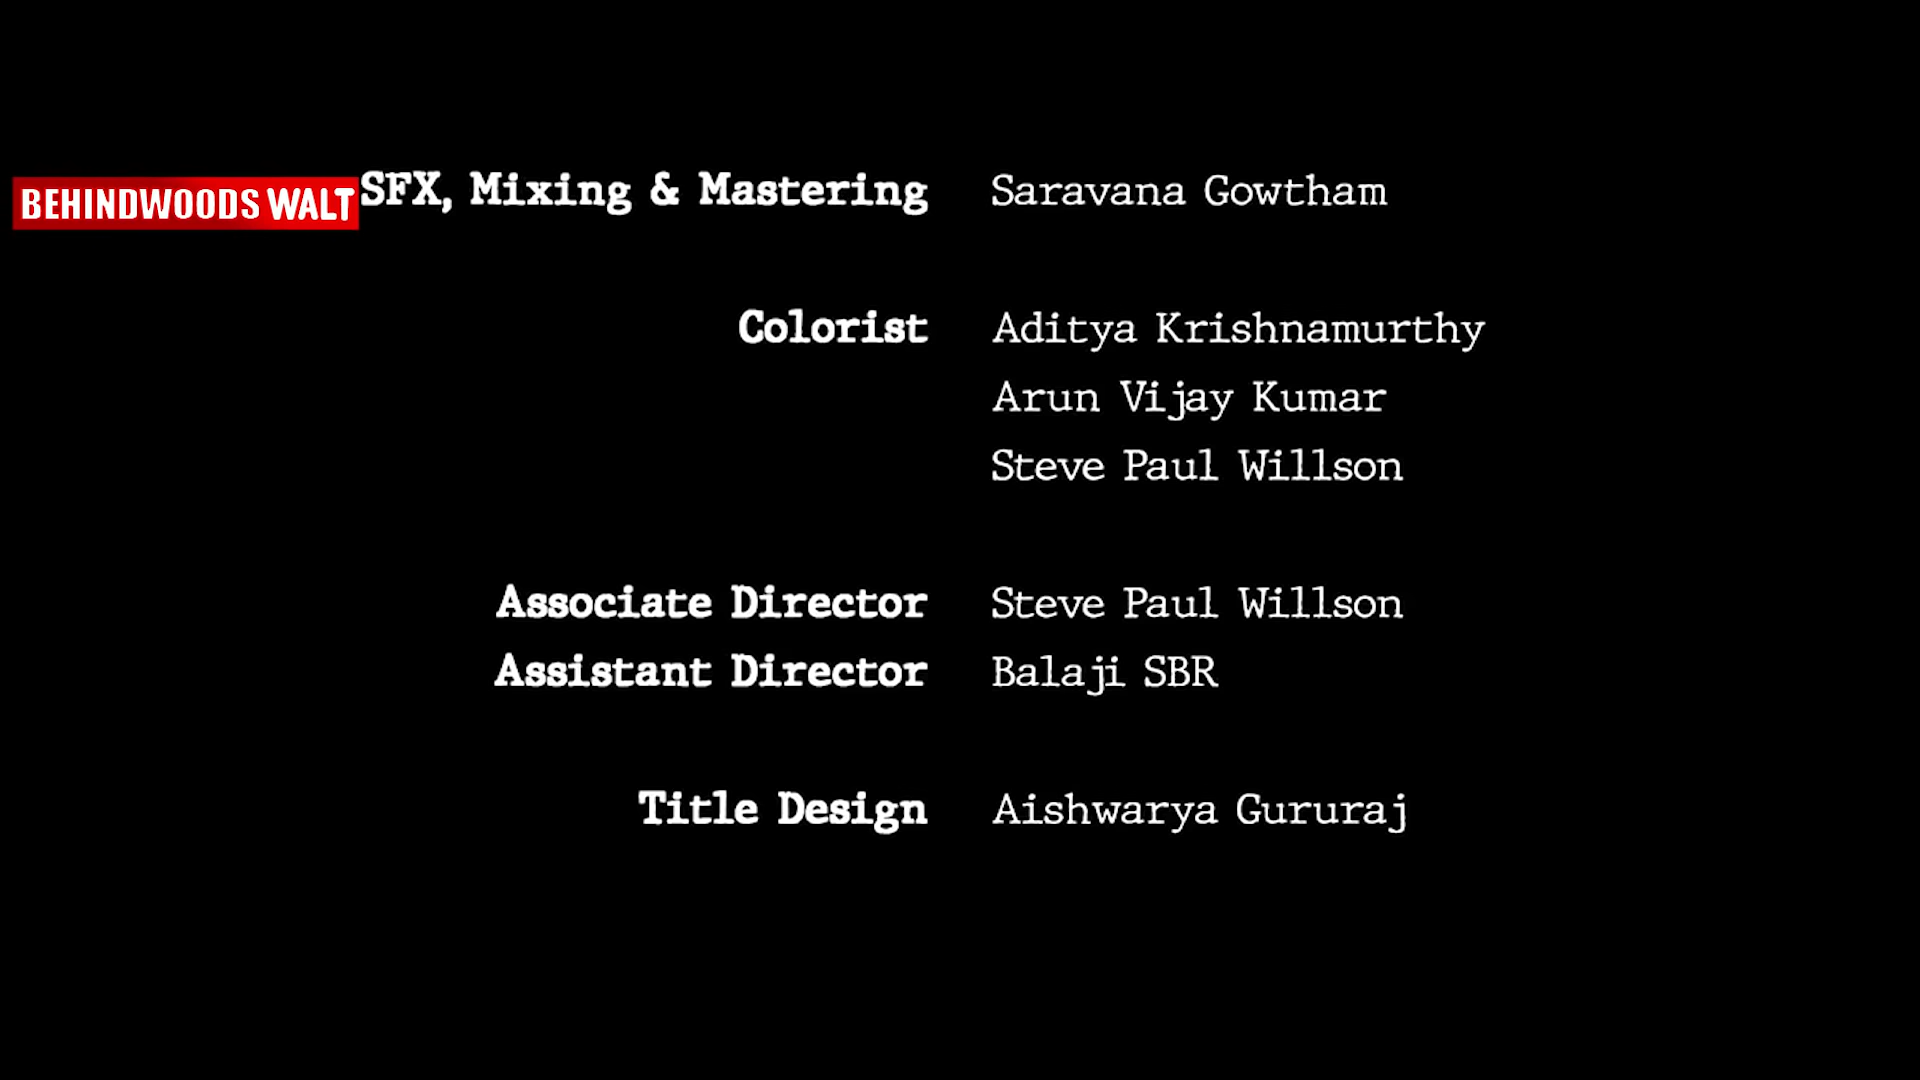 BEHINDWOODS WALT
SFX, Mixing & Mastering Saravana Gowtham
Colorist Aditya Krishnamurthy
Arun Vijay Kumar
Steve Paul Willson
Associate Director Steve Paul Willson
Assistant Director Balaji SBR
Title Design Aishwarya Gururaj